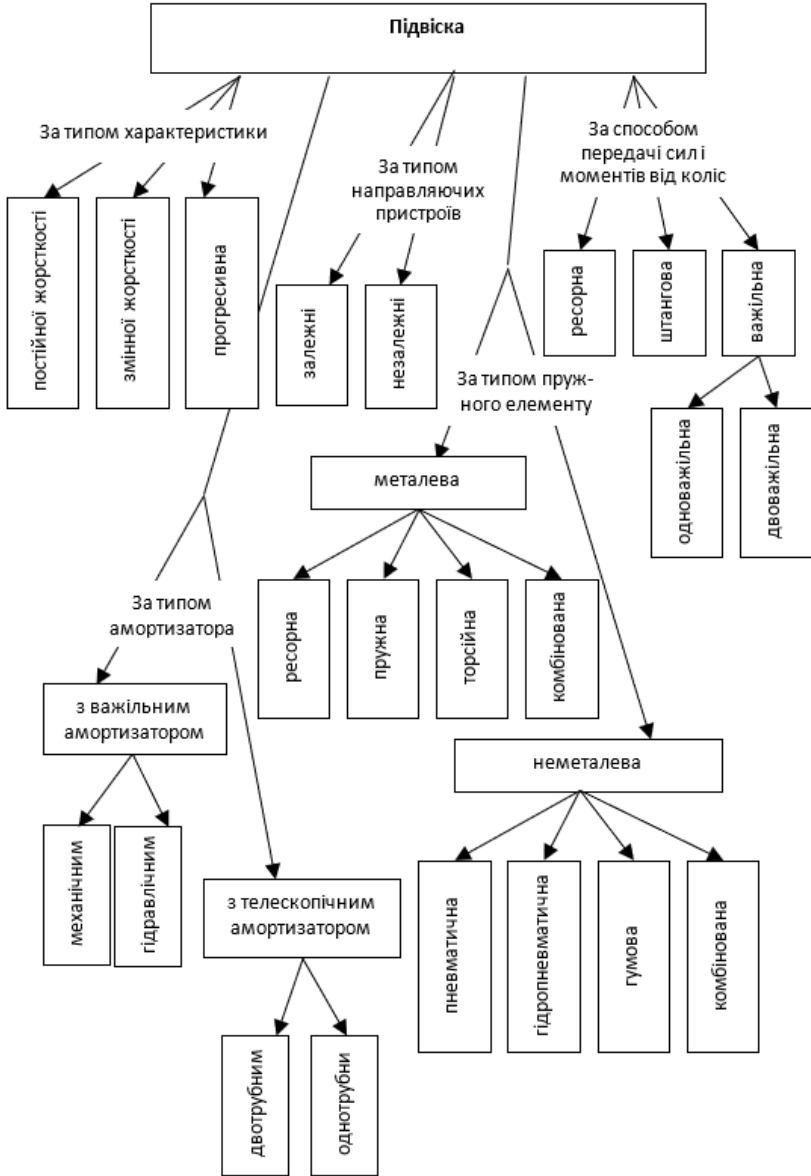 Підвіска
За типом характеристики
За способом
передачі сил і
моментів від коліс
За типом
направляючих
пристроїв
постійної жорсткості
змінної жорсткості
прогресивна
залежні
незалежні
ресорна
штангова
важільна
За типом пруж-
ного елементу
одноважільна
двоважільна
металева
За типом
амортизатора
ресорна
пружна
торсійна
комбінована
з важільним
амортизатором
неметалева
механічним
гідравлічним
з телескопічним
амортизатором
пневматична
гідропневматична
гумова
комбінована
двотрубним
однотрубни